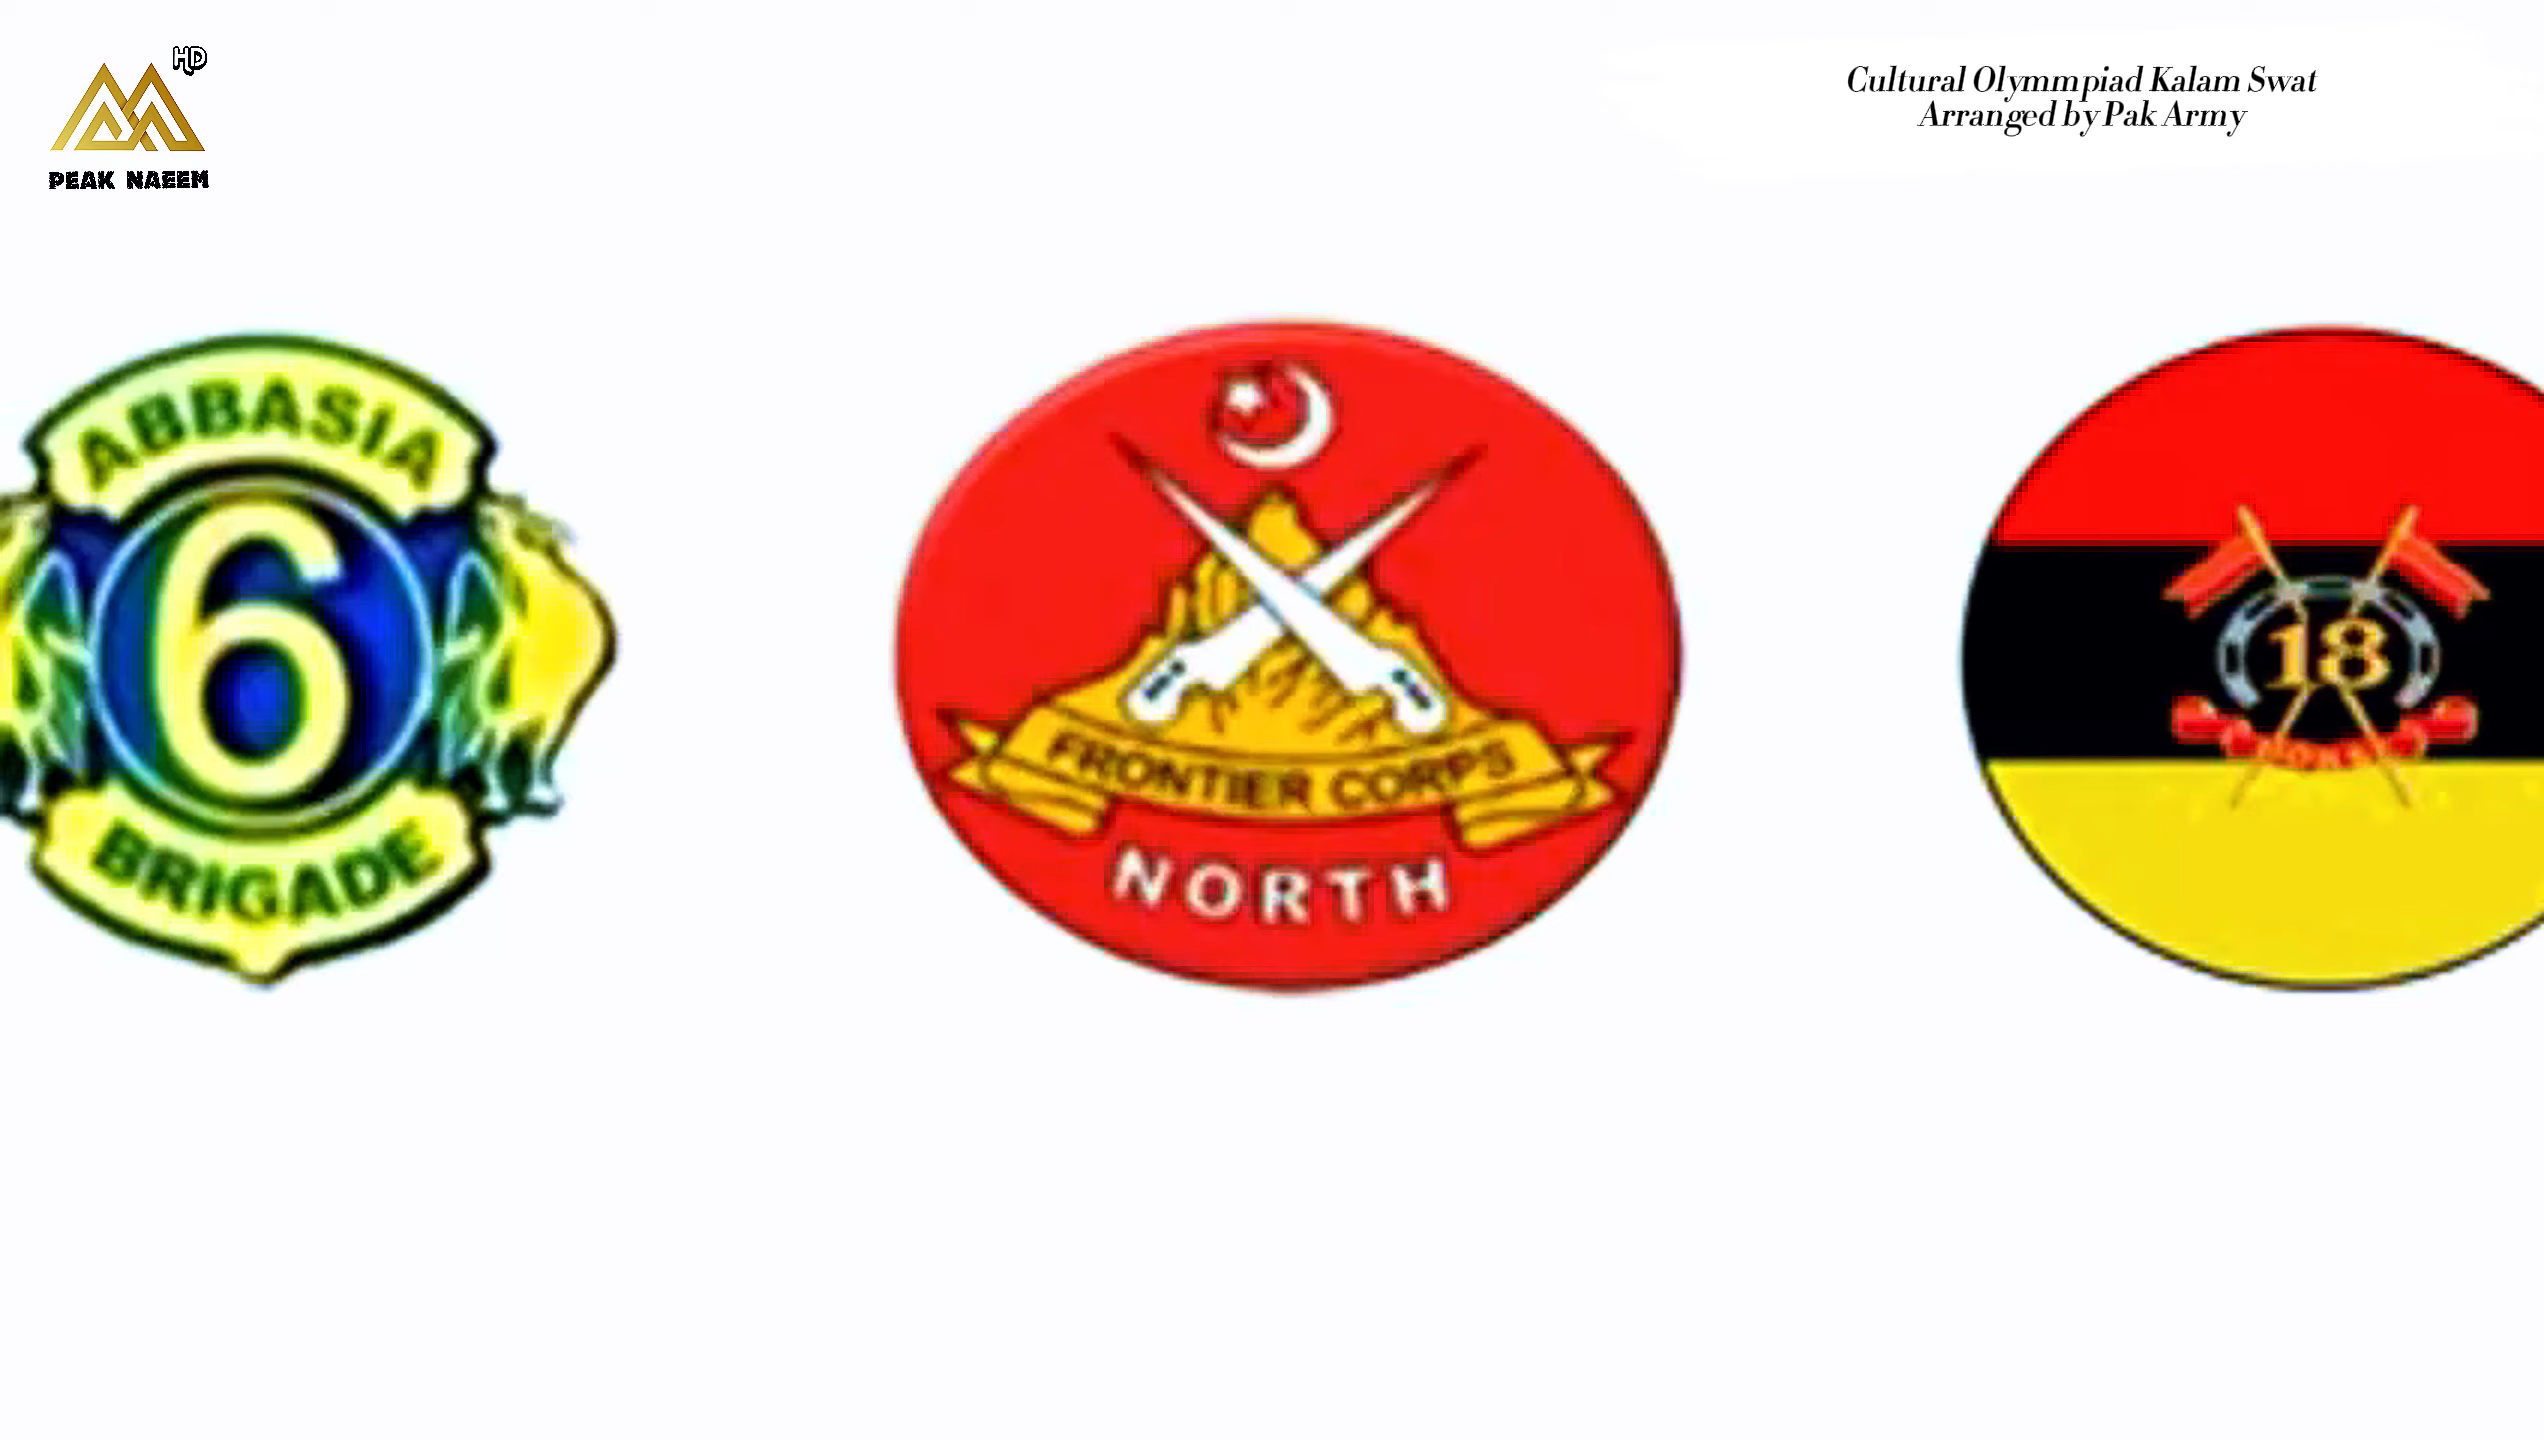 HD
PEAK NAEEM
Cultural Olymmpiad Kalam Swat
Arranged by Pak Army
ABBASIA
6
BRIGADE
FRONTIER CORPS
NORTH
18